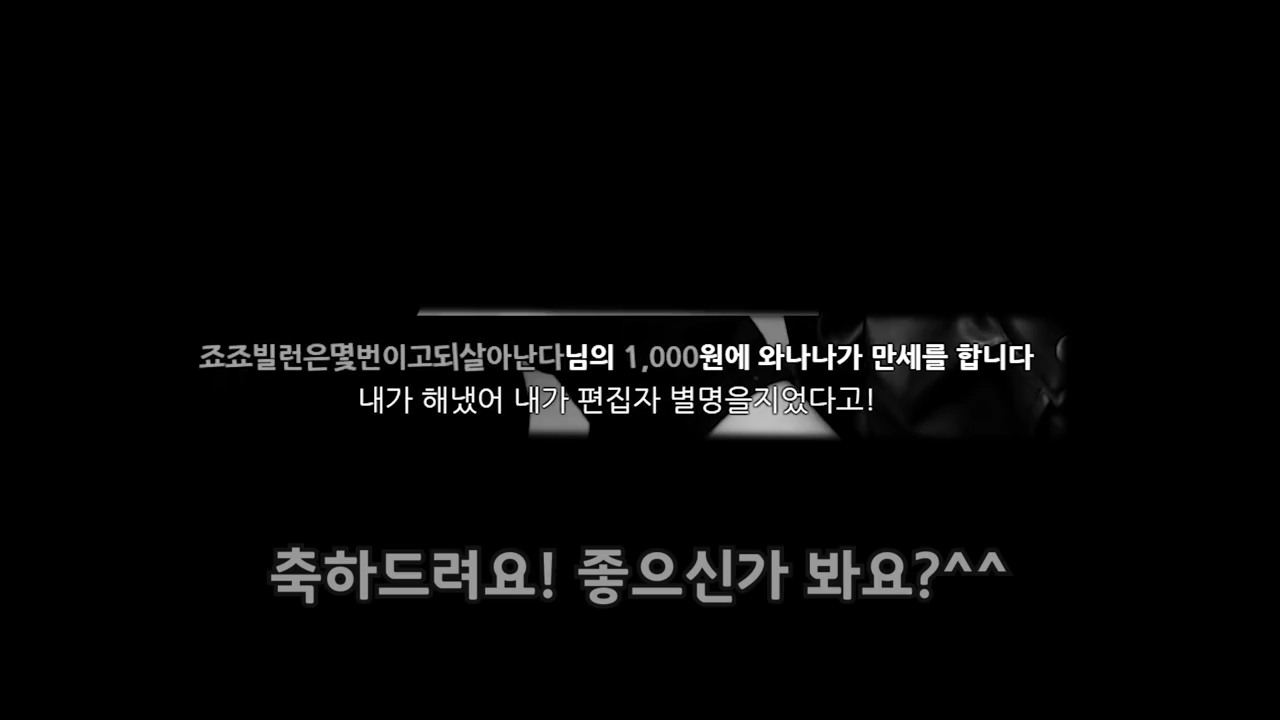 죠죠빌런은몇번이고되살아난다님의 1,000원에 와나나가 만세를 합니다
내가 해냈어 내가 편집자 별명을지었다고!
축하드려요! 좋으신가 봐요?^^